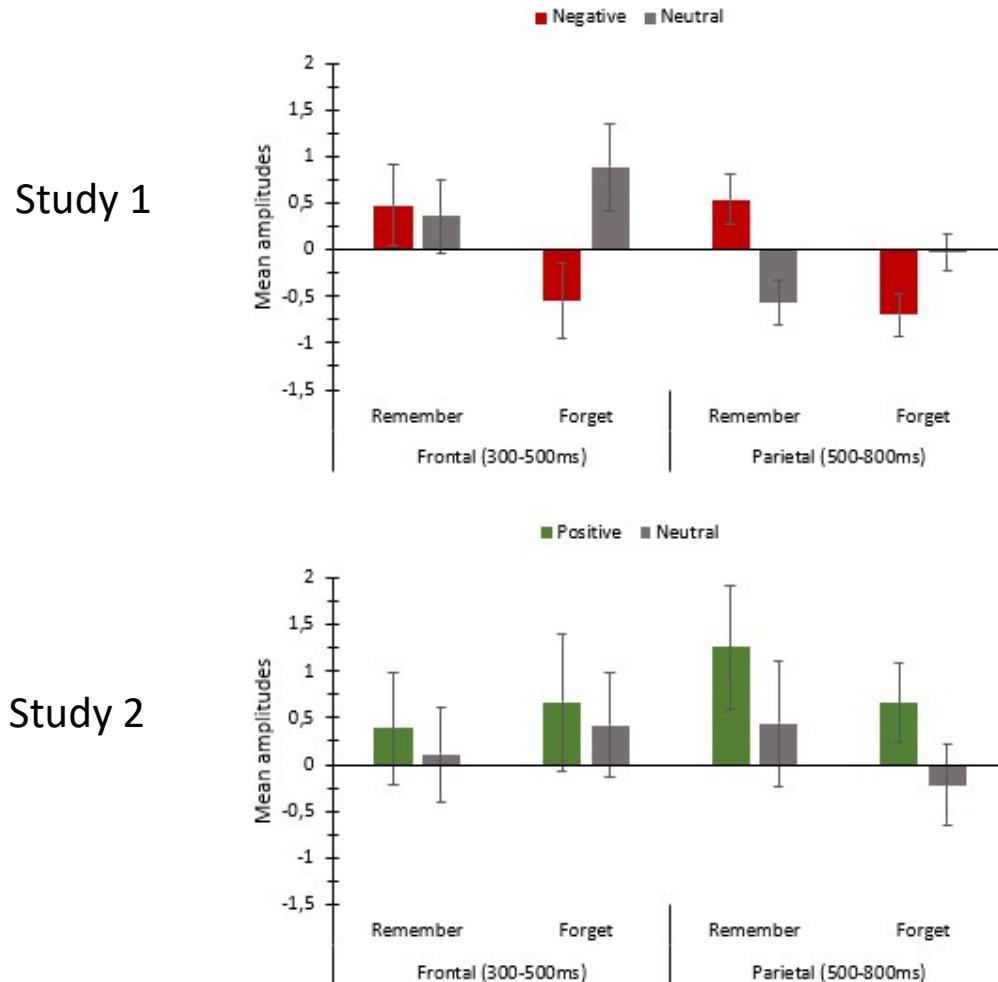 Negative Neutral
Study 1
Mean amplitudes
2
1,5
1
0,5
0
-0,5
-1
-1,5
Remember Forget Remember Forget
Frontal (300-500ms) Parietal (500-800ms)
Positive Neutral
Study 2
Mean amplitudes
2
1,5
1
0,5
0
-0,5
-1
-1,5
Remember Forget Remember Forget
Frontal (300-500ms) Parietal (500-800ms)